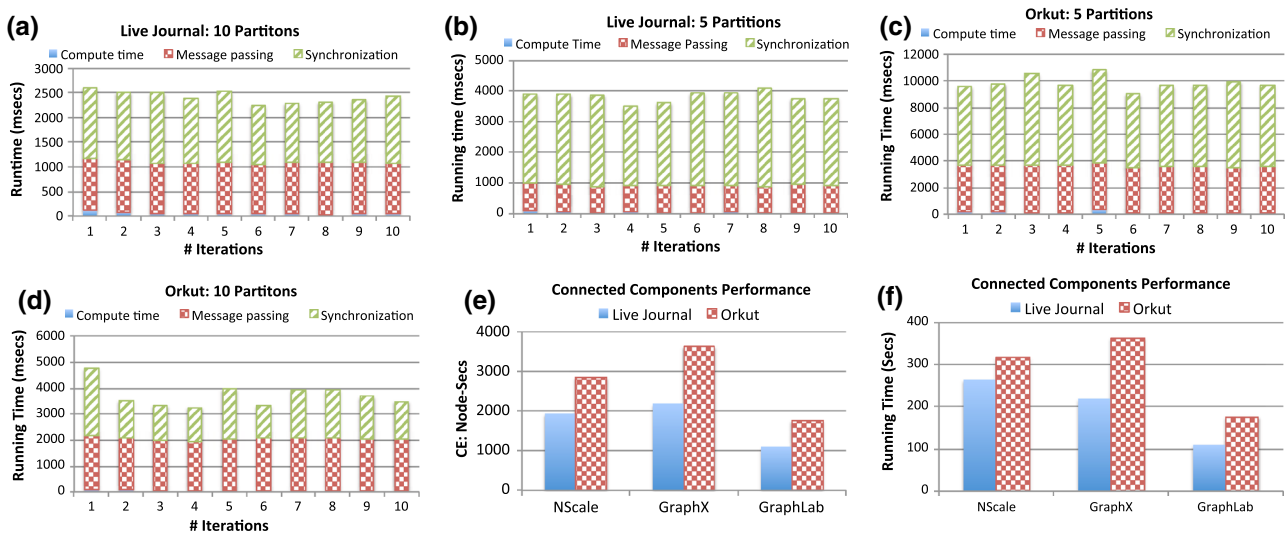 (a)
Live Journal: 10 Partitions
Compute time Message passing Synchronization
Runtime (msecs)
3000
2500
2000
1500
1000
500
0
1 2 3 4 5 6 7 8 9 10
# Iterations
(b)
Live Journal: 5 Partitions
Compute Time Message Passing Synchronization
Running time (msecs)
5000
4000
3000
2000
1000
0
1 2 3 4 5 6 7 8 9 10
# Iterations
(c)
Orkut: 5 Partitions
Compute time Message passing Synchronization
Running Time (msecs)
12000
10000
8000
6000
4000
2000
0
1 2 3 4 5 6 7 8 9 10
# Iterations
(d)
Orkut: 10 Partitons
Compute time Message passing Synchronization
Running Time (msecs)
6000
5000
4000
3000
2000
1000
0
1 2 3 4 5 6 7 8 9 10
# Iterations
(e)
Connected Components Performance
Live Journal Orkut
CE: Node-Secs
4000
3000
2000
1000
0
NScale GraphX GraphLab
(f)
Connected Components Performance
Live Journal Orkut
Running Time (Secs)
400
300
200
100
0
NScale GraphX GraphLab